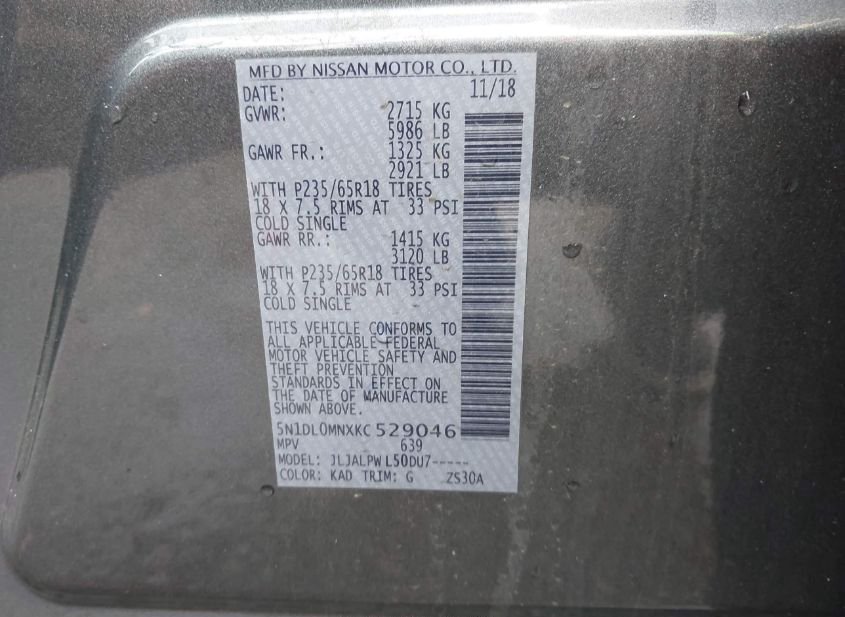 MFD BY NISSAN MOTOR CO., LTD.
DATE: 11/18
GVWR: 2715 KG
5986 LB
GAWR FR.: 1325 KG
2921 LB
WITH P235/65R18 TIRES
18 X 7.5 RIMS AT 33 PSI
COLD SINGLE
GAWR RR.: 1415 KG
3120 LB
WITH P235/65R18 TIRES
18 X 7.5 RIMS AT 33 PSI
COLD SINGLE
THIS VEHICLE CONFORMS TO
ALL APPLICABLE FEDERAL
MOTOR VEHICLE SAFETY AND
THEFT PREVENTION
STANDARDS IN EFFECT ON
THE DATE OF MANUFACTURE
SHOWN ABOVE.
5N1DL0MNXKC529046
MPV 639
MODEL: JLJALPW L50DU7-----
COLOR: KAD TRIM: G ZS30A